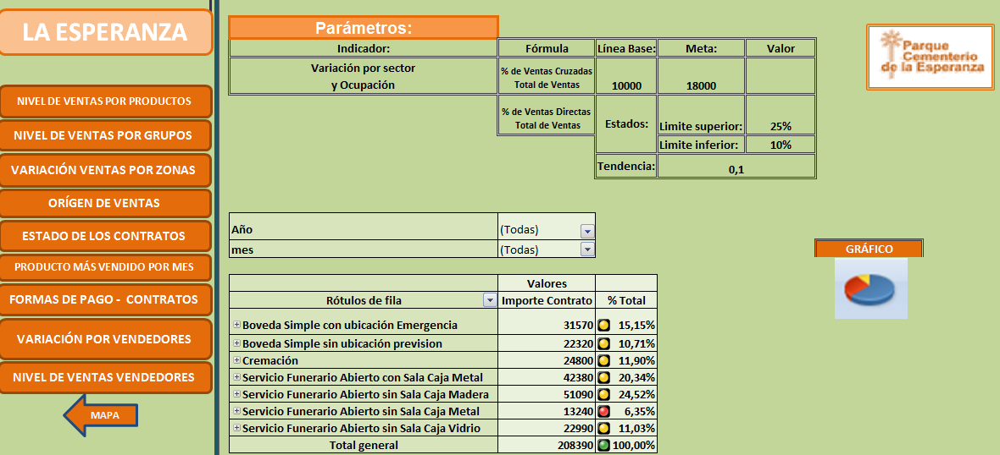 LA ESPERANZA
NIVEL DE VENTAS POR PRODUCTOS
NIVEL DE VENTAS POR GRUPOS
VARIACIÓN VENTAS POR ZONAS
ORÍGEN DE VENTAS
ESTADO DE LOS CONTRATOS
PRODUCTO MÁS VENDIDO POR MES
FORMAS DE PAGO - CONTRATOS
VARIACIÓN POR VENDEDORES
NIVEL DE VENTAS VENDEDORES
MAPA
Parámetros:
Indicador: Fórmula Línea Base: Meta: Valor
Variación por sector
y Ocupación
% de Ventas Cruzadas
Total de Ventas
10000 18000
% de Ventas Directas
Total de Ventas
Estados: Limite superior: 25%
Limite inferior: 10%
Tendencia: 0,1
Parque
Cementerio
de la Esperanza
Año (Todas)
mes (Todas)
GRÁFICO
Valores
Rótulos de fila Importe Contrato % Total
Boveda Simple con ubicación Emergencia 31570 15,15%
Boveda Simple sin ubicación prevision 22320 10,71%
Cremación 24800 11,90%
Servicio Funerario Abierto con Sala Caja Metal 42380 20,34%
Servicio Funerario Abierto sin Sala Caja Madera 51090 24,52%
Servicio Funerario Abierto sin Sala Caja Metal 13240 6,35%
Servicio Funerario Abierto sin Sala Caja Vidrio 22990 11,03%
Total general 208390 100,00%